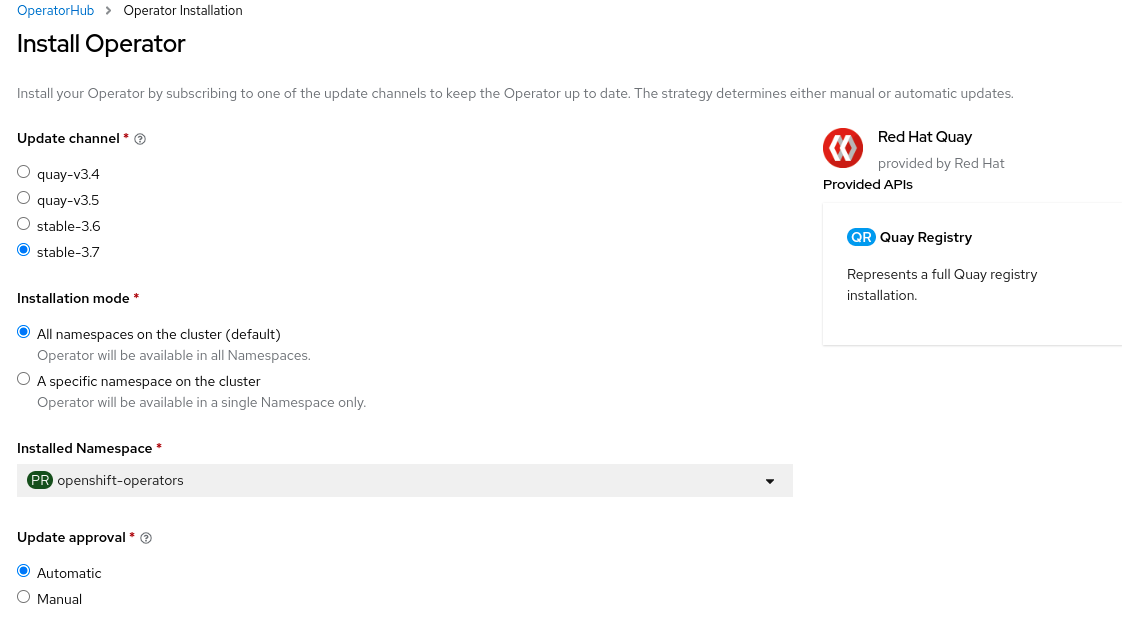 OperatorHub > Operator Installation
Install Operator
Install your Operator by subscribing to one of the update channels to keep the Operator up to date. The strategy determines either manual or automatic updates.
Update channel *
quay-v3.4
quay-v3.5
stable-3.6
stable-3.7
Installation mode *
All namespaces on the cluster (default)
Operator will be available in all Namespaces.
A specific namespace on the cluster
Operator will be available in a single Namespace only.
Installed Namespace *
PR openshift-operators
Update approval *
Automatic
Manual
Red Hat Quay
provided by Red Hat
Provided APIs
QR Quay Registry
Represents a full Quay registry
installation.